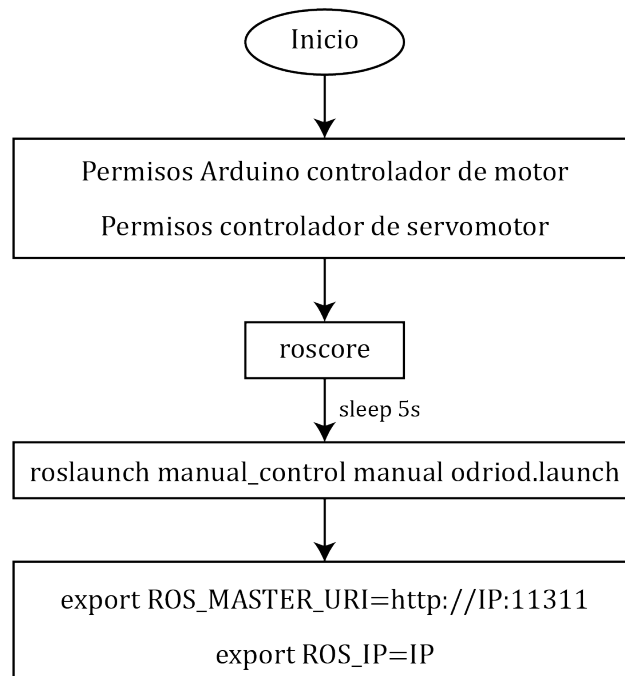 Inicio
Permisos Arduino controlador de motor
Permisos controlador de servomotor
roscore
sleep 5s
roslaunch manual_control manual odriod.launch
export ROS_MASTER_URI=http://IP:11311
export ROS_IP=IP